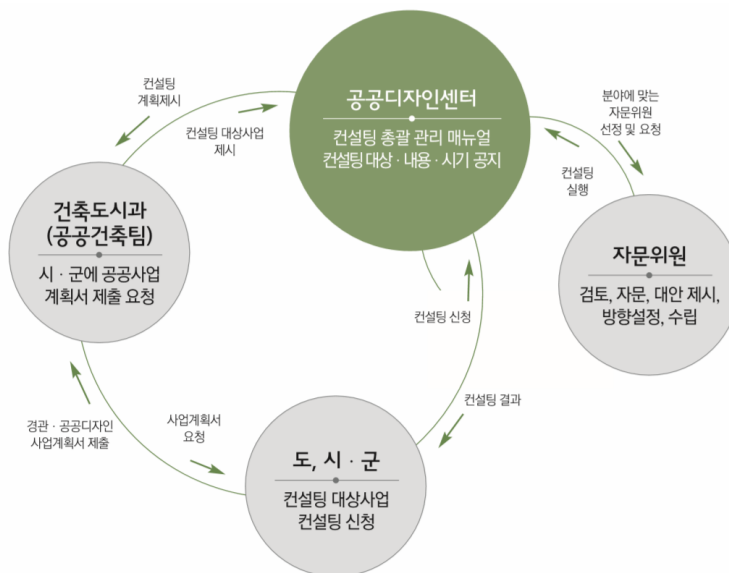 컨설팅
계획제시
컨설팅 대상사업
제시
공공디자인센터
컨설팅 총괄 관리 매뉴얼
컨설팅 대상 · 내용 · 시기 공지
분야에 맞는
자문위원
선정 및 요청
컨설팅
실행
건축도시과
(공공건축팀)
시 · 군에 공공사업
계획서 제출 요청
자문위원
검토, 자문, 대안 제시,
방향설정, 수립
컨설팅 신청
경관 · 공공디자인
사업계획서 제출
사업계획서
요청
컨설팅 결과
도, 시 · 군
컨설팅 대상사업
컨설팅 신청